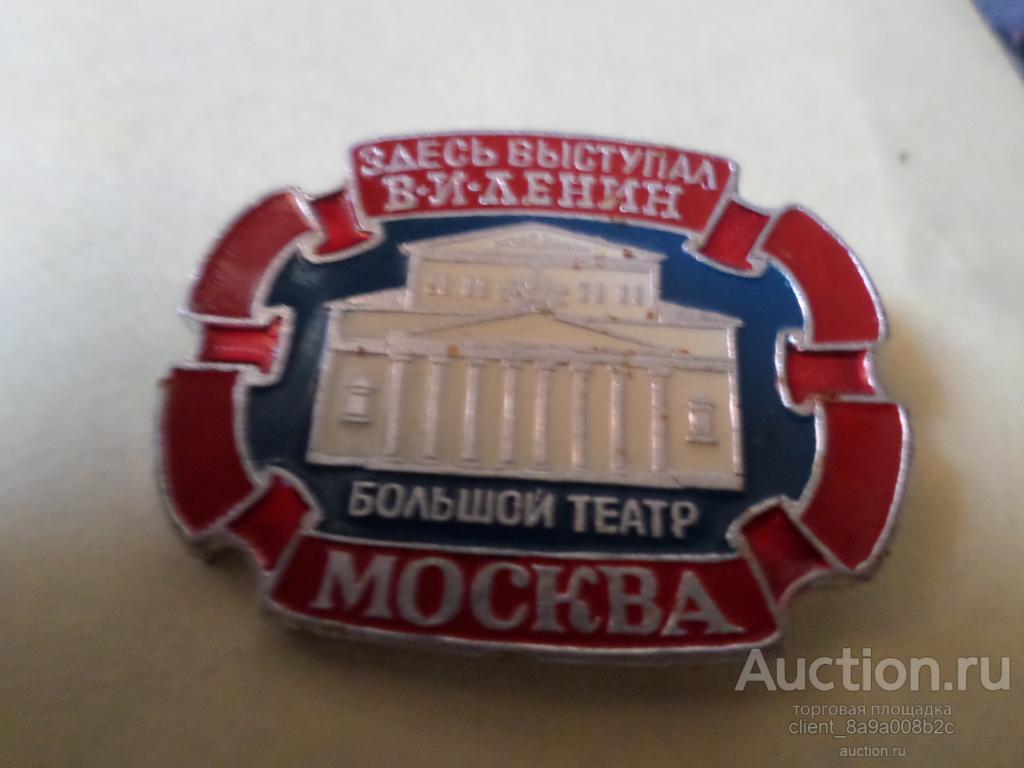 ЗДЕСЬ ВЫСТУПАЛ
В·И·ЛЕНИН
БОЛЬШОЙ ТЕАТР
МОСКВА
Auction.ru
торговая площадка
client_8a9a008b2c
auction.ru